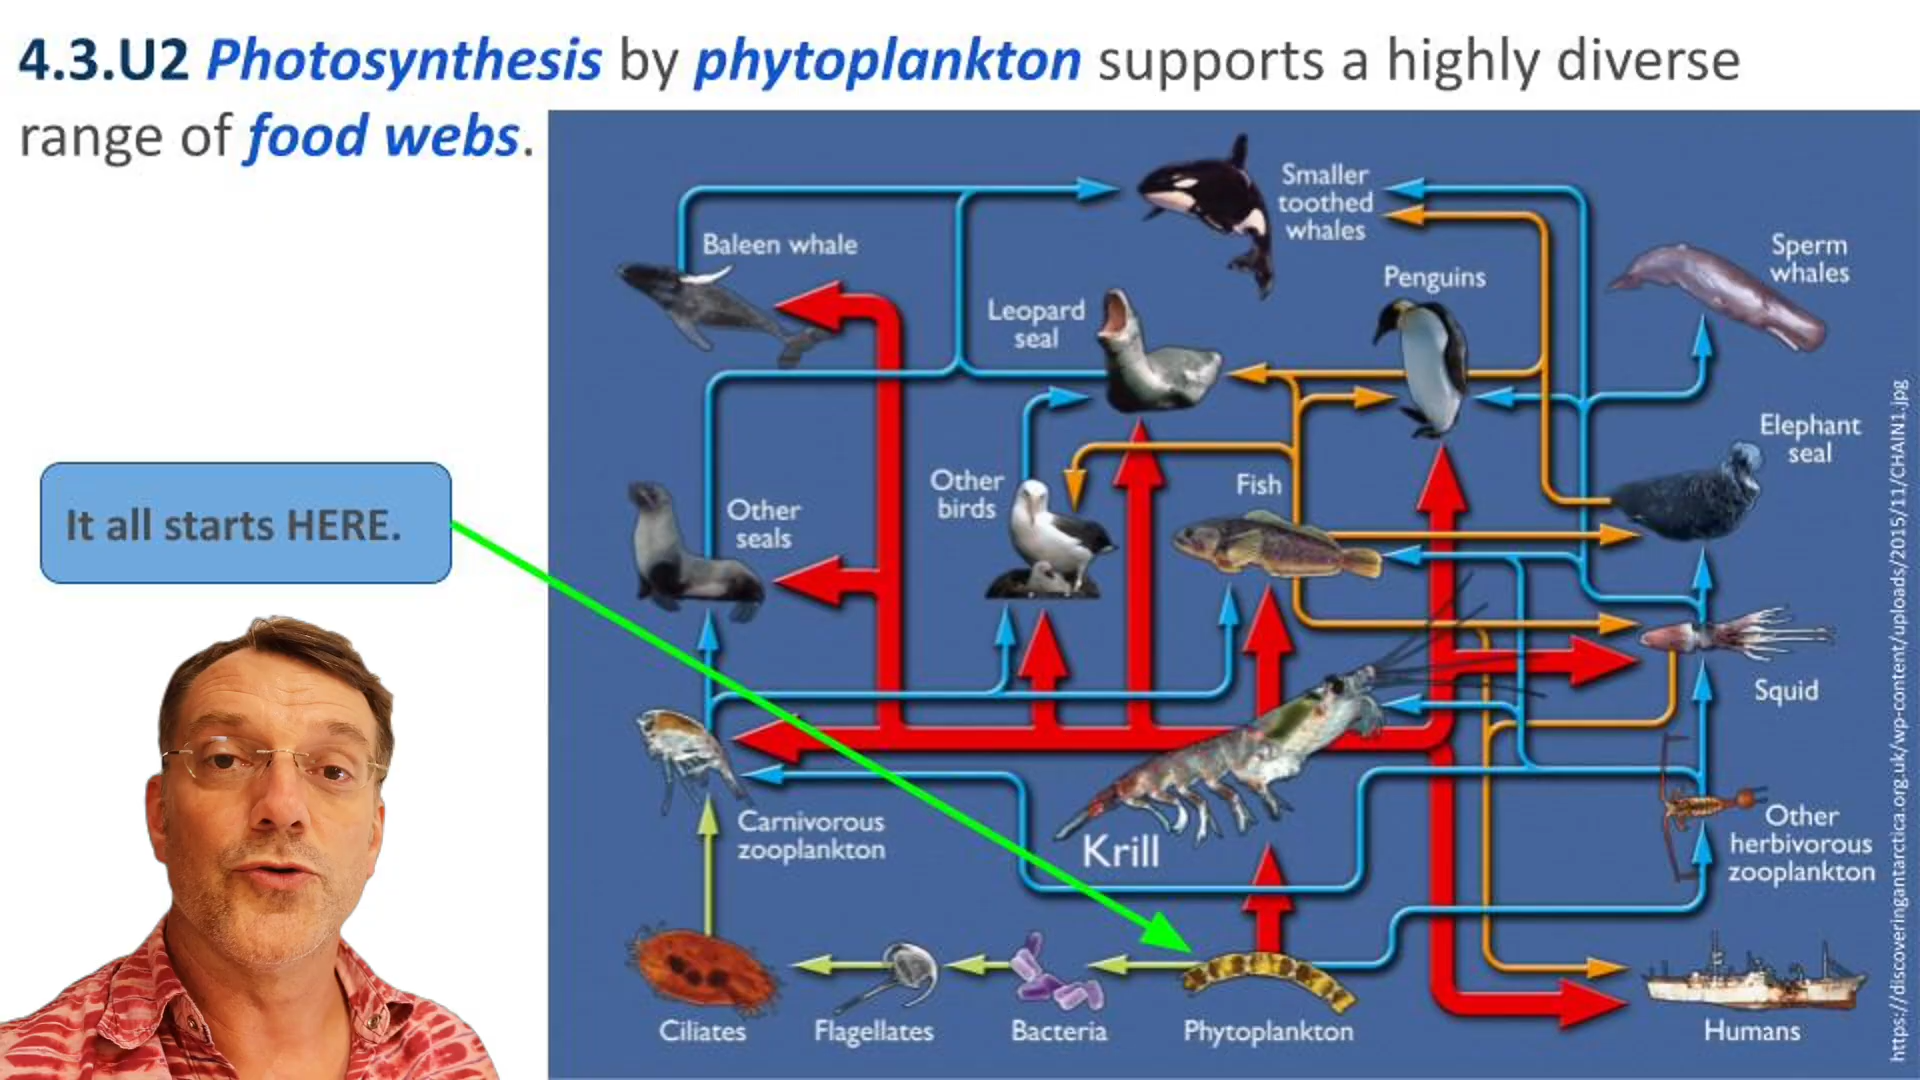 4.3.U2 Photosynthesis by phytoplankton supports a highly diverse
range of food webs.
It all starts HERE.
Smaller
toothed
whales
Baleen whale
Sperm
whales
Penguins
Leopard
seal
Elephant
seal
Other
birds
Fish
Other
seals
Squid
Carnivorous
zooplankton
Krill
Other
herbivorous
zooplankton
Ciliates
Flagellates
Bacteria
Phytoplankton
Humans
https://discoveringantarctica.org.uk/wp-content/uploads/2015/11/CHAIN1.jpg